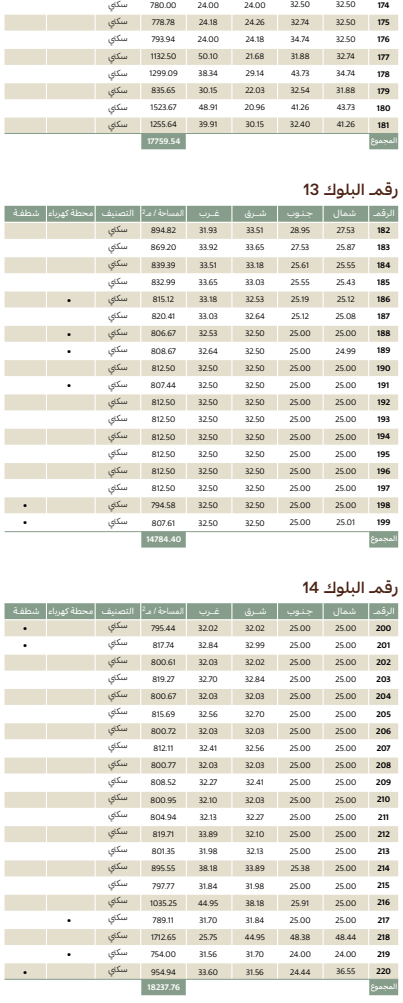 174 32.50 32.50 24.00 24.00 780.00 سكني
175 32.50 32.74 24.26 24.18 778.78 سكني
176 32.50 34.74 24.18 24.00 793.94 سكني
177 32.74 31.88 21.68 50.10 1132.50 سكني
178 34.74 43.73 29.14 38.34 1299.09 سكني
179 31.88 32.54 22.03 30.15 835.65 سكني
180 43.73 41.26 20.96 48.91 1523.67 سكني
181 41.26 32.40 30.15 39.91 1255.64 سكني
المجموع 17759.54
رقم البلوك 13
الرقم شمال جنوب شرق غرب المساحة / م2 التصنيف محطة كهرباء شطفة
182 27.53 28.95 33.51 31.93 894.82 سكني
183 25.87 27.53 33.65 33.92 869.20 سكني
184 25.55 25.61 33.18 33.51 839.39 سكني
185 25.43 25.55 33.03 33.65 832.99 سكني
186 25.12 25.19 32.53 33.18 815.12 سكني •
187 25.08 25.12 32.64 33.03 820.41 سكني
188 25.00 25.00 32.50 32.53 806.67 سكني •
189 24.99 25.00 32.50 32.64 808.67 سكني •
190 25.00 25.00 32.50 32.50 812.50 سكني
191 25.00 25.00 32.50 32.50 807.44 سكني •
192 25.00 25.00 32.50 32.50 812.50 سكني
193 25.00 25.00 32.50 32.50 812.50 سكني
194 25.00 25.00 32.50 32.50 812.50 سكني
195 25.00 25.00 32.50 32.50 812.50 سكني
196 25.00 25.00 32.50 32.50 812.50 سكني
197 25.00 25.00 32.50 32.50 812.50 سكني
198 25.00 25.00 32.50 32.50 794.58 سكني •
199 25.01 25.00 32.50 32.50 807.61 سكني •
المجموع 14784.40
رقم البلوك 14
الرقم شمال جنوب شرق غرب المساحة / م2 التصنيف محطة كهرباء شطفة
200 25.00 25.00 32.02 32.02 795.44 سكني •
201 25.00 25.00 32.99 32.84 817.74 سكني •
202 25.00 25.00 32.02 32.03 800.61 سكني
203 25.00 25.00 32.84 32.70 819.27 سكني
204 25.00 25.00 32.03 32.03 800.67 سكني
205 25.00 25.00 32.70 32.56 815.69 سكني
206 25.00 25.00 32.03 32.03 800.72 سكني
207 25.00 25.00 32.56 32.41 812.11 سكني
208 25.00 25.00 32.03 32.03 800.77 سكني
209 25.00 25.00 32.41 32.27 808.52 سكني
210 25.00 25.00 32.03 32.10 800.95 سكني
211 25.00 25.00 32.27 32.13 804.94 سكني
212 25.00 25.00 32.10 33.89 819.71 سكني
213 25.00 25.00 32.13 31.98 801.35 سكني
214 25.00 25.38 33.89 38.18 895.55 سكني
215 25.00 25.00 31.98 31.84 797.77 سكني
216 25.00 25.91 38.18 44.95 1035.25 سكني
217 25.00 25.00 31.84 31.70 789.11 سكني •
218 48.44 48.38 44.95 25.75 1712.65 سكني
219 24.00 24.00 31.70 31.56 754.00 سكني •
220 36.55 24.44 31.56 33.60 954.94 سكني •
المجموع 18237.76